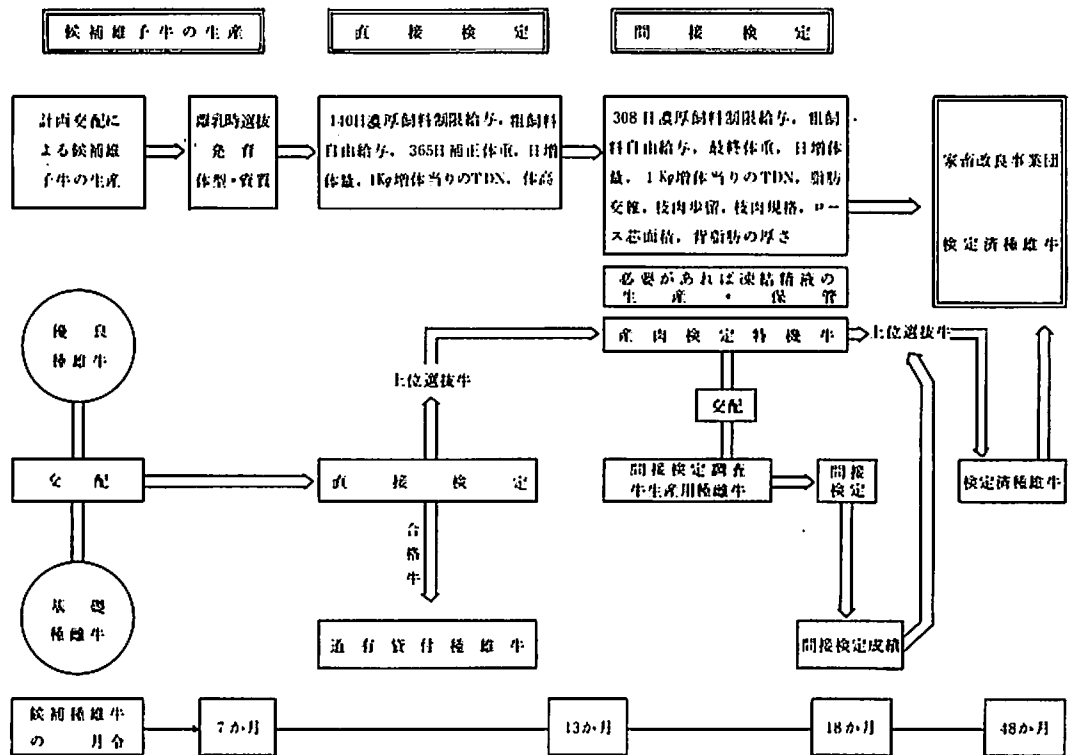 候補雄子牛の生産
直接検定
間接検定
計画交配に
よる候補雄
子牛の生産
離乳時選抜
発育
体型・資質
140日濃厚飼料制限給与，粗飼料
自由給与，365日補正体重，日増
体量，1Kg増体当りのTDN，体高
308日濃厚飼料制限給与，粗飼
料自由給与，最終体重，日増体
量，1Kg増体当りのTDN，脂肪
交雑，枝肉歩留，枝肉規格，ロー
ス芯面積，背脂肪の厚さ
家畜改良事業団
検定済種雄牛
必要があれば凍結精液の
生産・保管
優良
種雄牛
産肉検定待機牛
上位選抜牛
上位選抜牛
交配
交配
直接検定
間接検定調査
牛生産用種雌牛
間接
検定
検定済種雄牛
合格牛
基礎
種雌牛
道有貸付種雄牛
間接検定成績
候補種雄牛
の月令
7か月
13か月
18か月
48か月